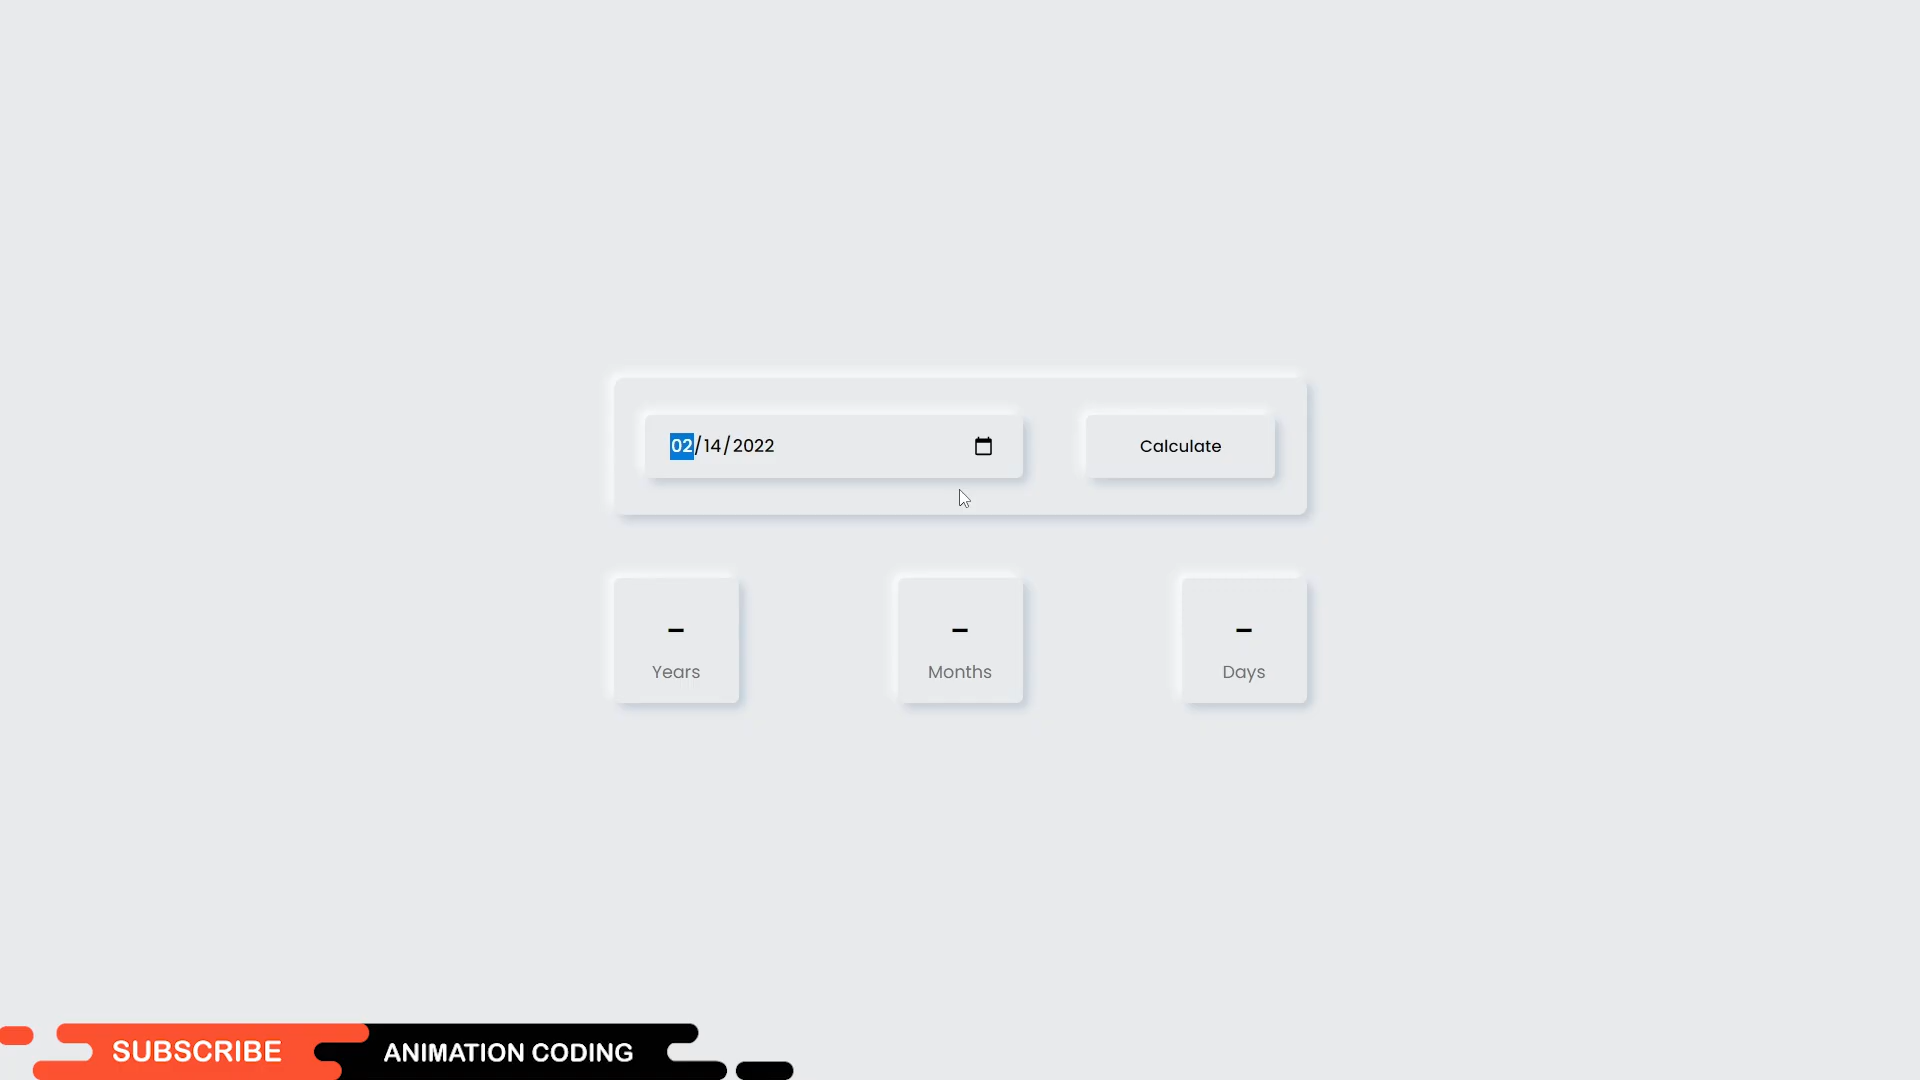 02/14/2022
Calculate
–
Years
–
Months
–
Days
SUBSCRIBE
ANIMATION CODING